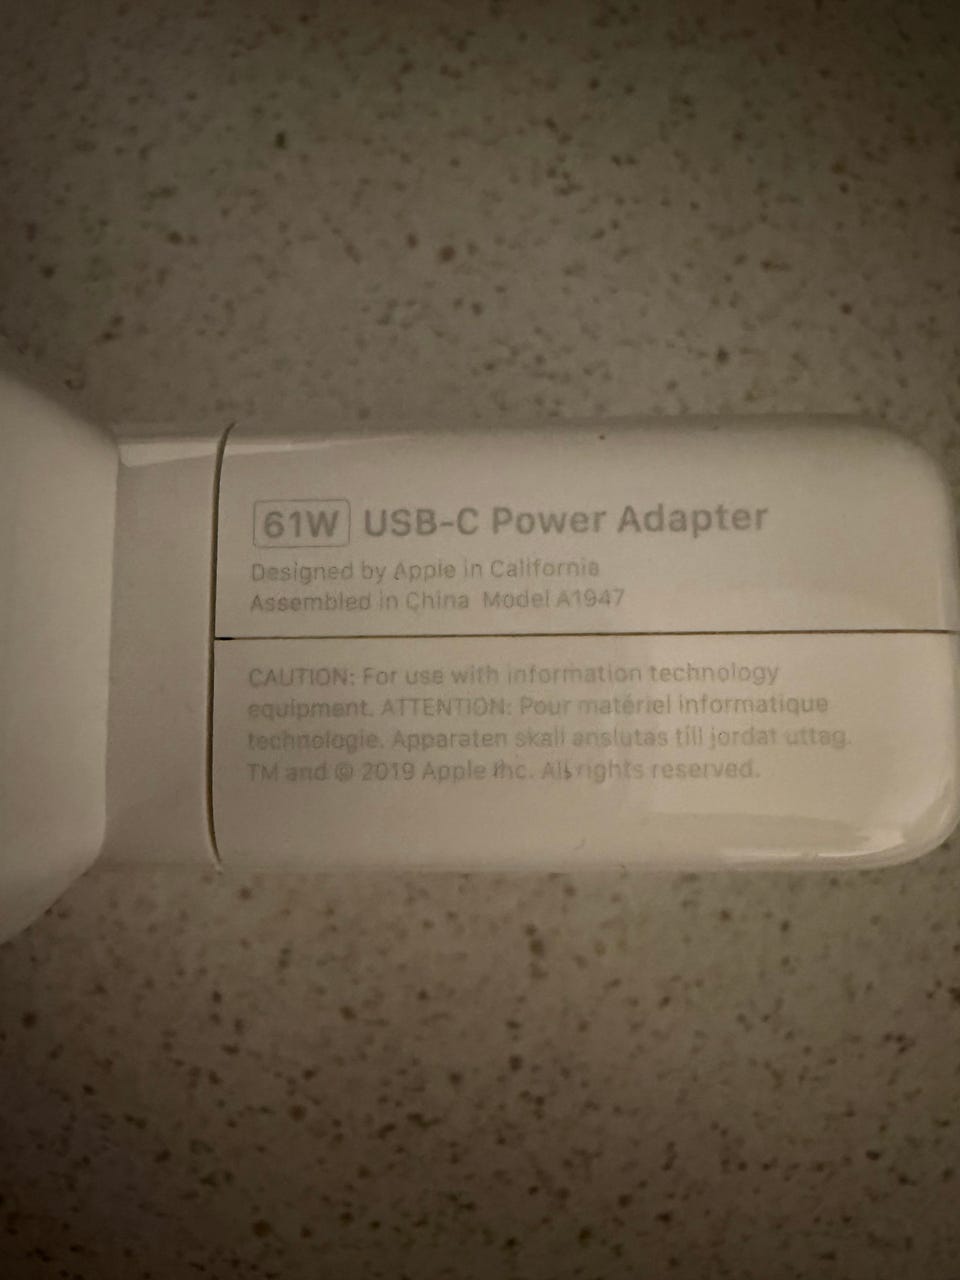 61W USB-C Power Adapter
Designed by Apple in California
Assembled in China Model A1947
CAUTION: For use with information technology
equipment. ATTENTION: Pour matériel informatique
technologie. Apparaten skall anslutas till jordat uttag.
TM and © 2019 Apple Inc. All rights reserved.